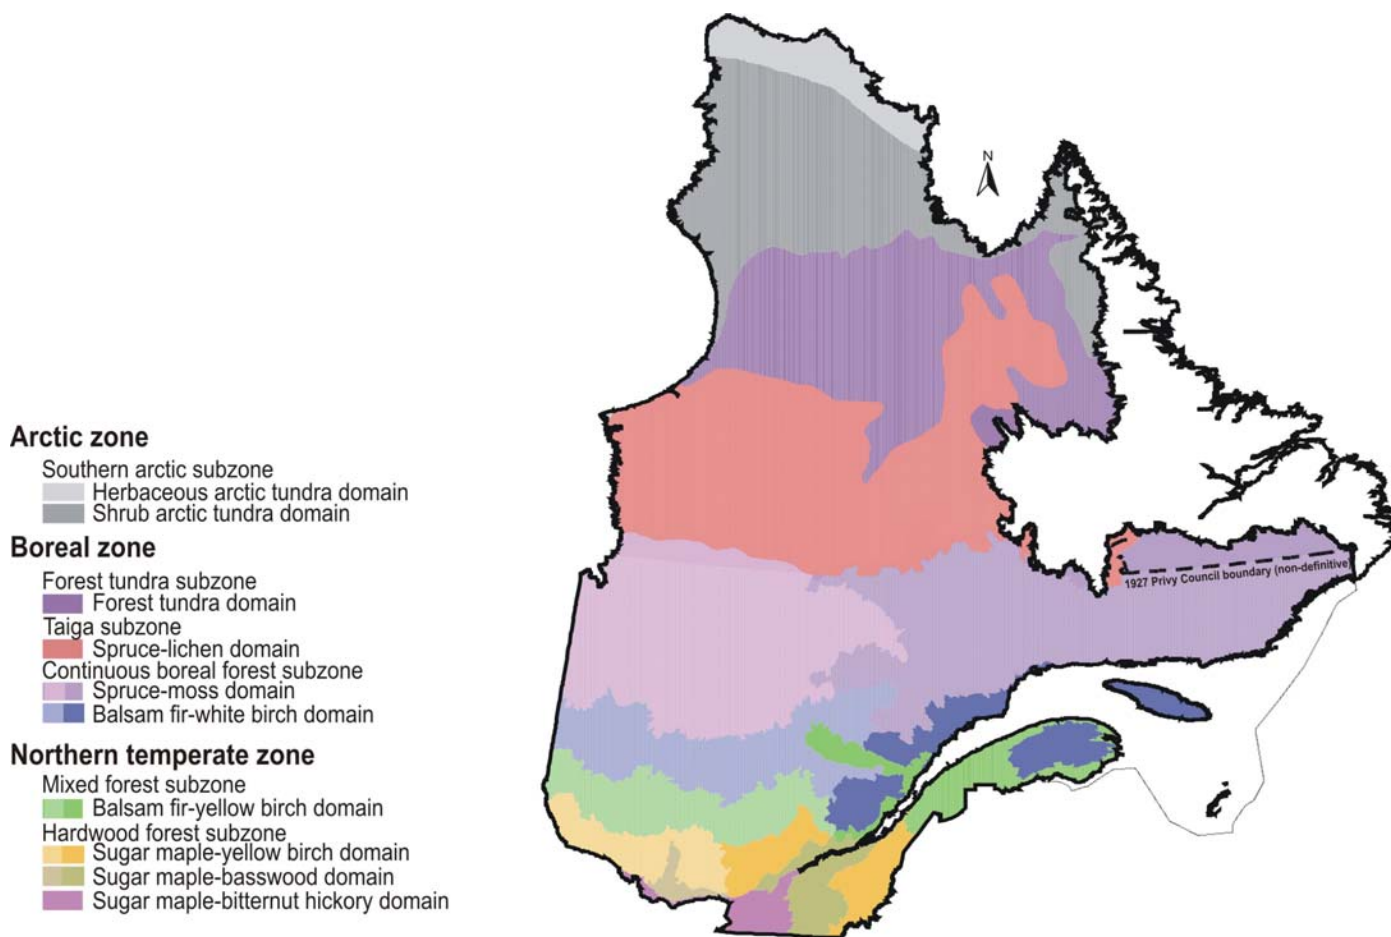 N
1927 Privy Council boundary (non-definitive)
Arctic zone
Southern arctic subzone
Herbaceous arctic tundra domain
Shrub arctic tundra domain
Boreal zone
Forest tundra subzone
Forest tundra domain
Taiga subzone
Spruce-lichen domain
Continuous boreal forest subzone
Spruce-moss domain
Balsam fir-white birch domain
Northern temperate zone
Mixed forest subzone
Balsam fir-yellow birch domain
Hardwood forest subzone
Sugar maple-yellow birch domain
Sugar maple-basswood domain
Sugar maple-bitternut hickory domain